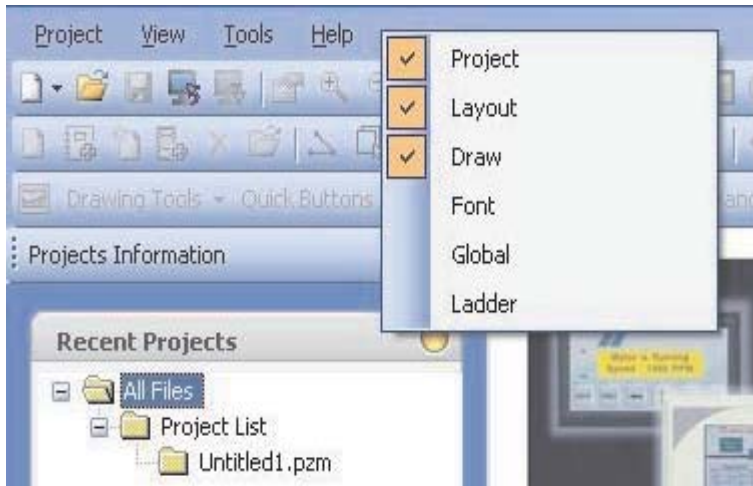 Project View Tools Help
Project
Layout
Draw
Drawing Tools Quick Buttons
Font
Projects Information
Global
Ladder
Recent Projects
All Files
Project List
Untitled1.pzm